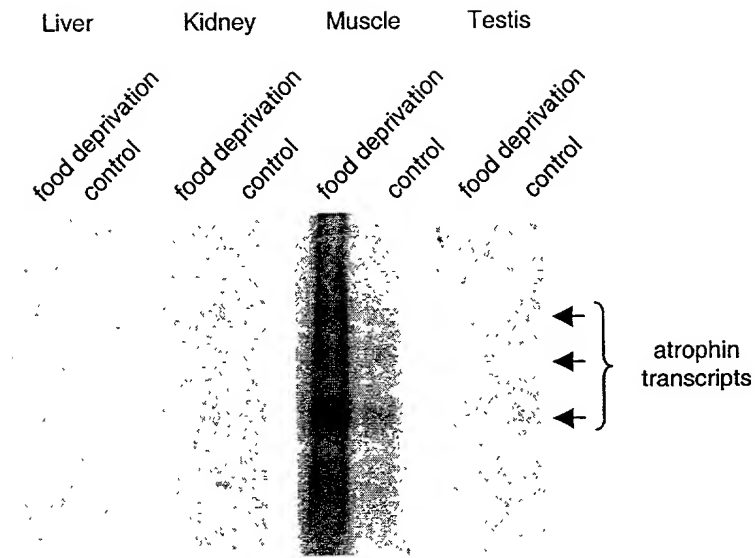 Liver Kidney Muscle Testis
food deprivation
control
food deprivation
control
food deprivation
control
food deprivation
control
atrophin
transcripts